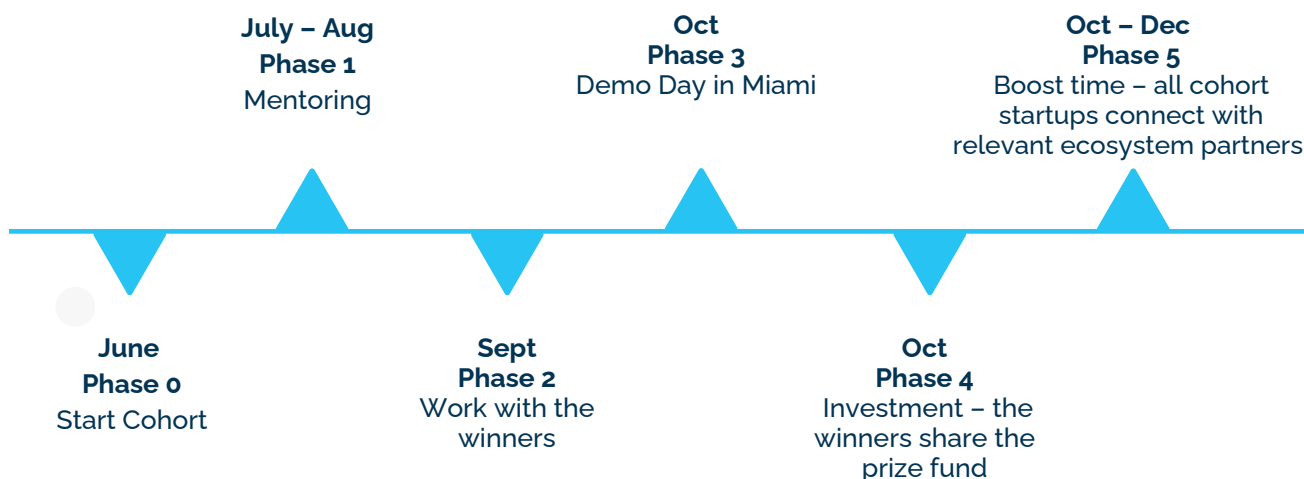 July – Aug
Phase 1
Mentoring
Oct
Phase 3
Demo Day in Miami
Oct – Dec
Phase 5
Boost time – all cohort
startups connect with
relevant ecosystem partners
June
Phase 0
Start Cohort
Sept
Phase 2
Work with the
winners
Oct
Phase 4
Investment – the
winners share the
prize fund